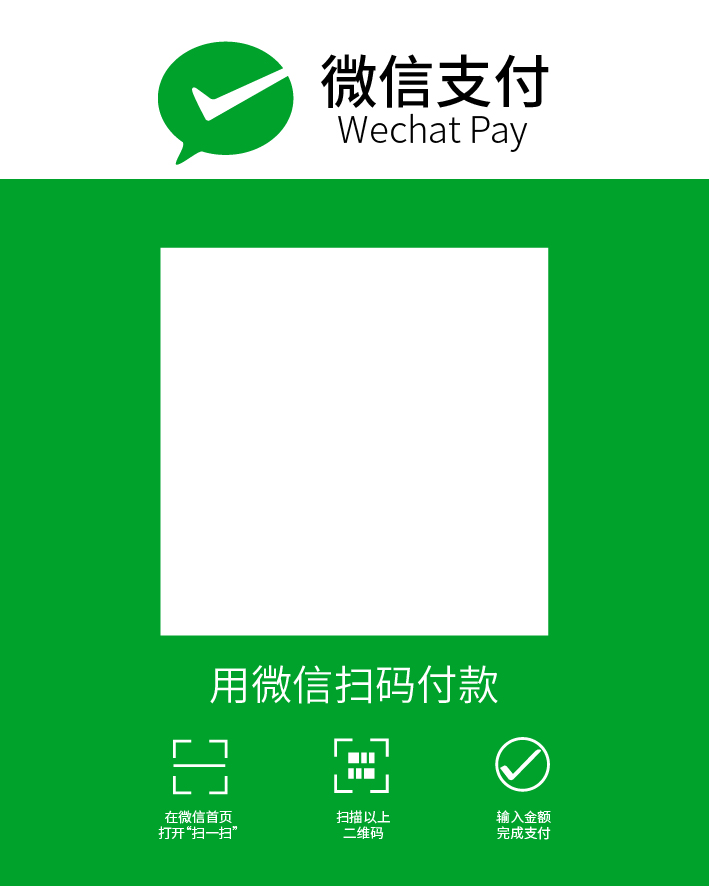 微信支付
Wechat Pay
用微信扫码付款
在微信首页
打开“扫一扫”
扫描以上
二维码
输入金额
完成支付